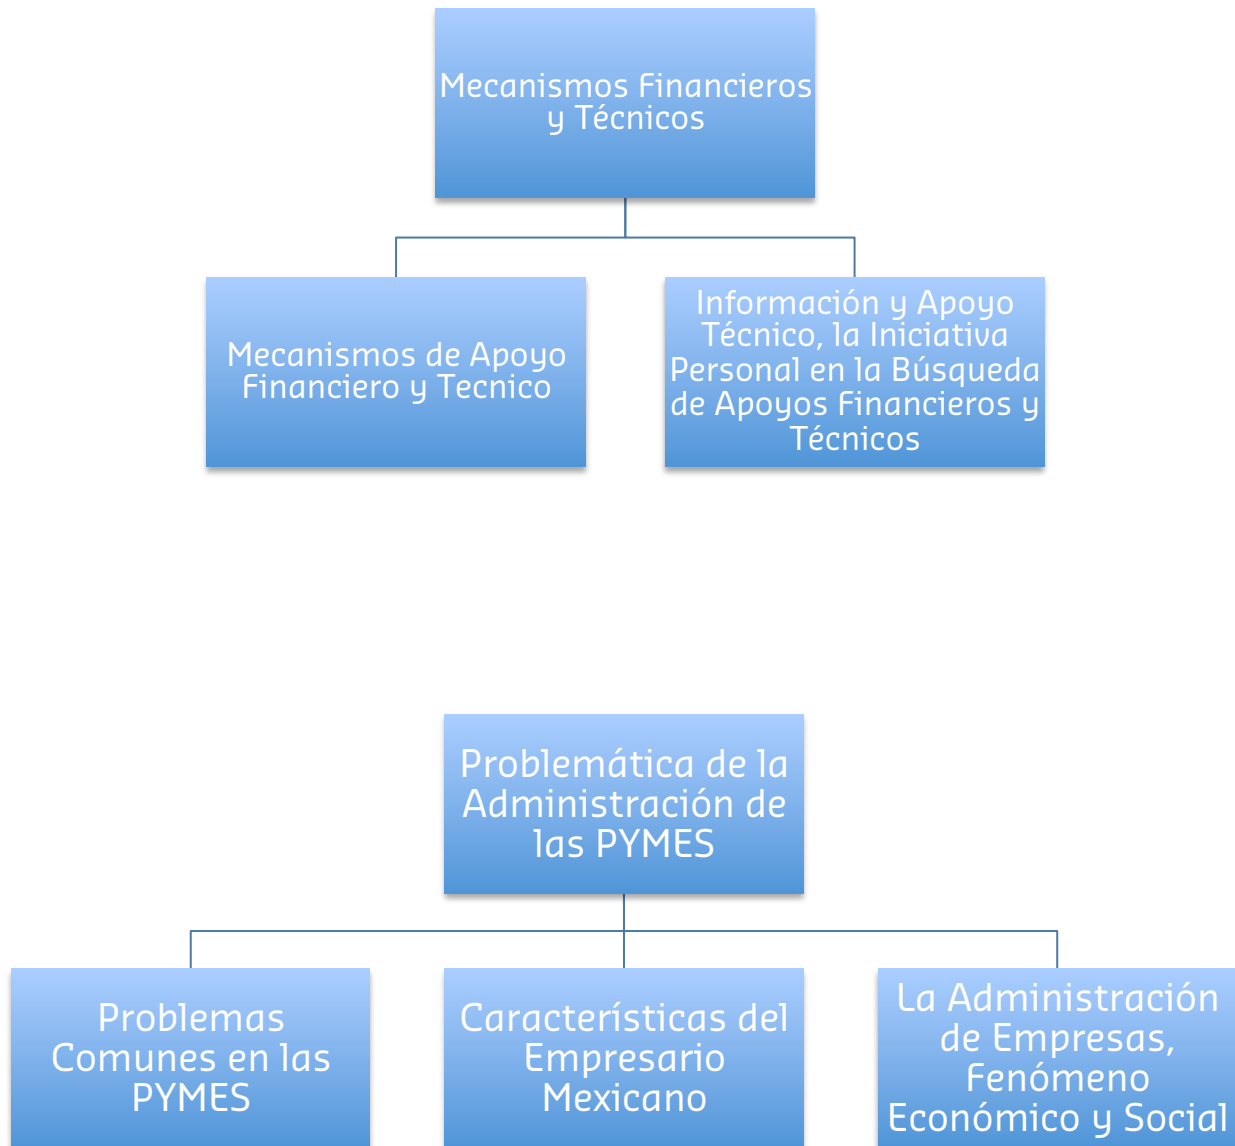 Mecanismos Financieros
y Técnicos
Mecanismos de Apoyo
Financiero y Tecnico
Información y Apoyo
Técnico, la Iniciativa
Personal en la Búsqueda
de Apoyos Financieros y
Técnicos
Problemática de la
Administración de
las PYMES
Problemas
Comunes en las
PYMES
Características del
Empresario
Mexicano
La Administración
de Empresas,
Fenómeno
Económico y Social